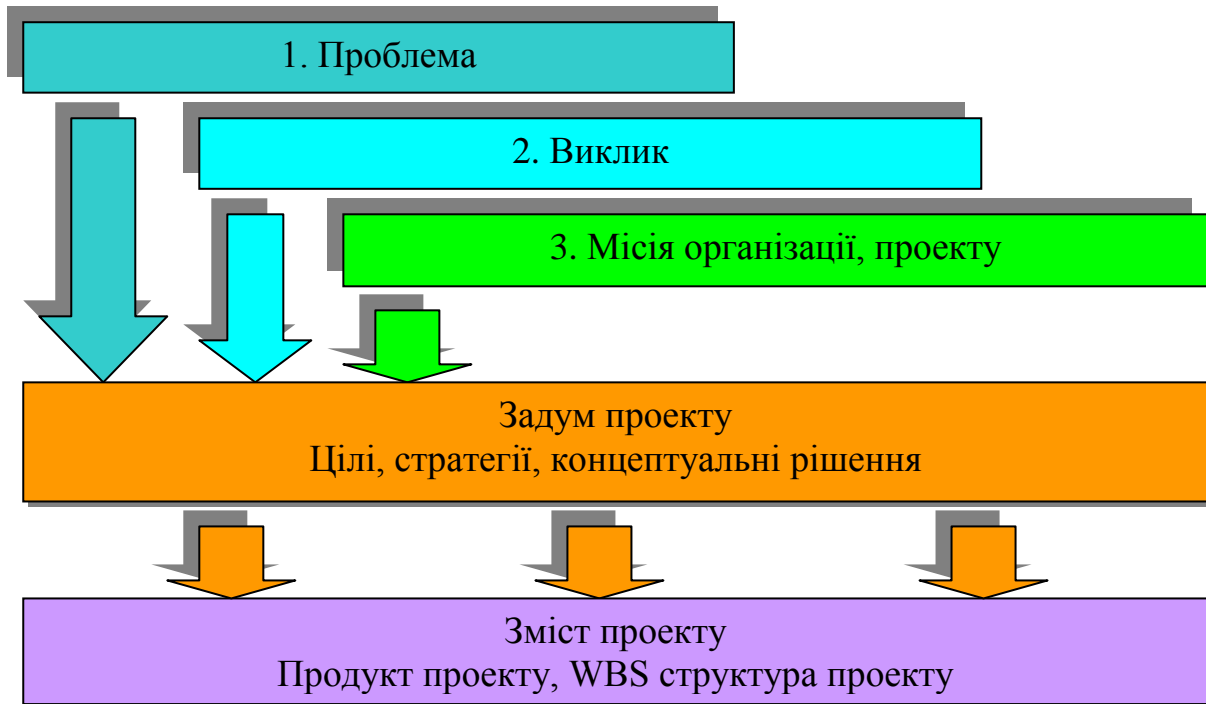 1. Проблема
2. Виклик
3. Місія організації, проекту
Задум проекту
Цілі, стратегії, концептуальні рішення
Зміст проекту
Продукт проекту, WBS структура проекту